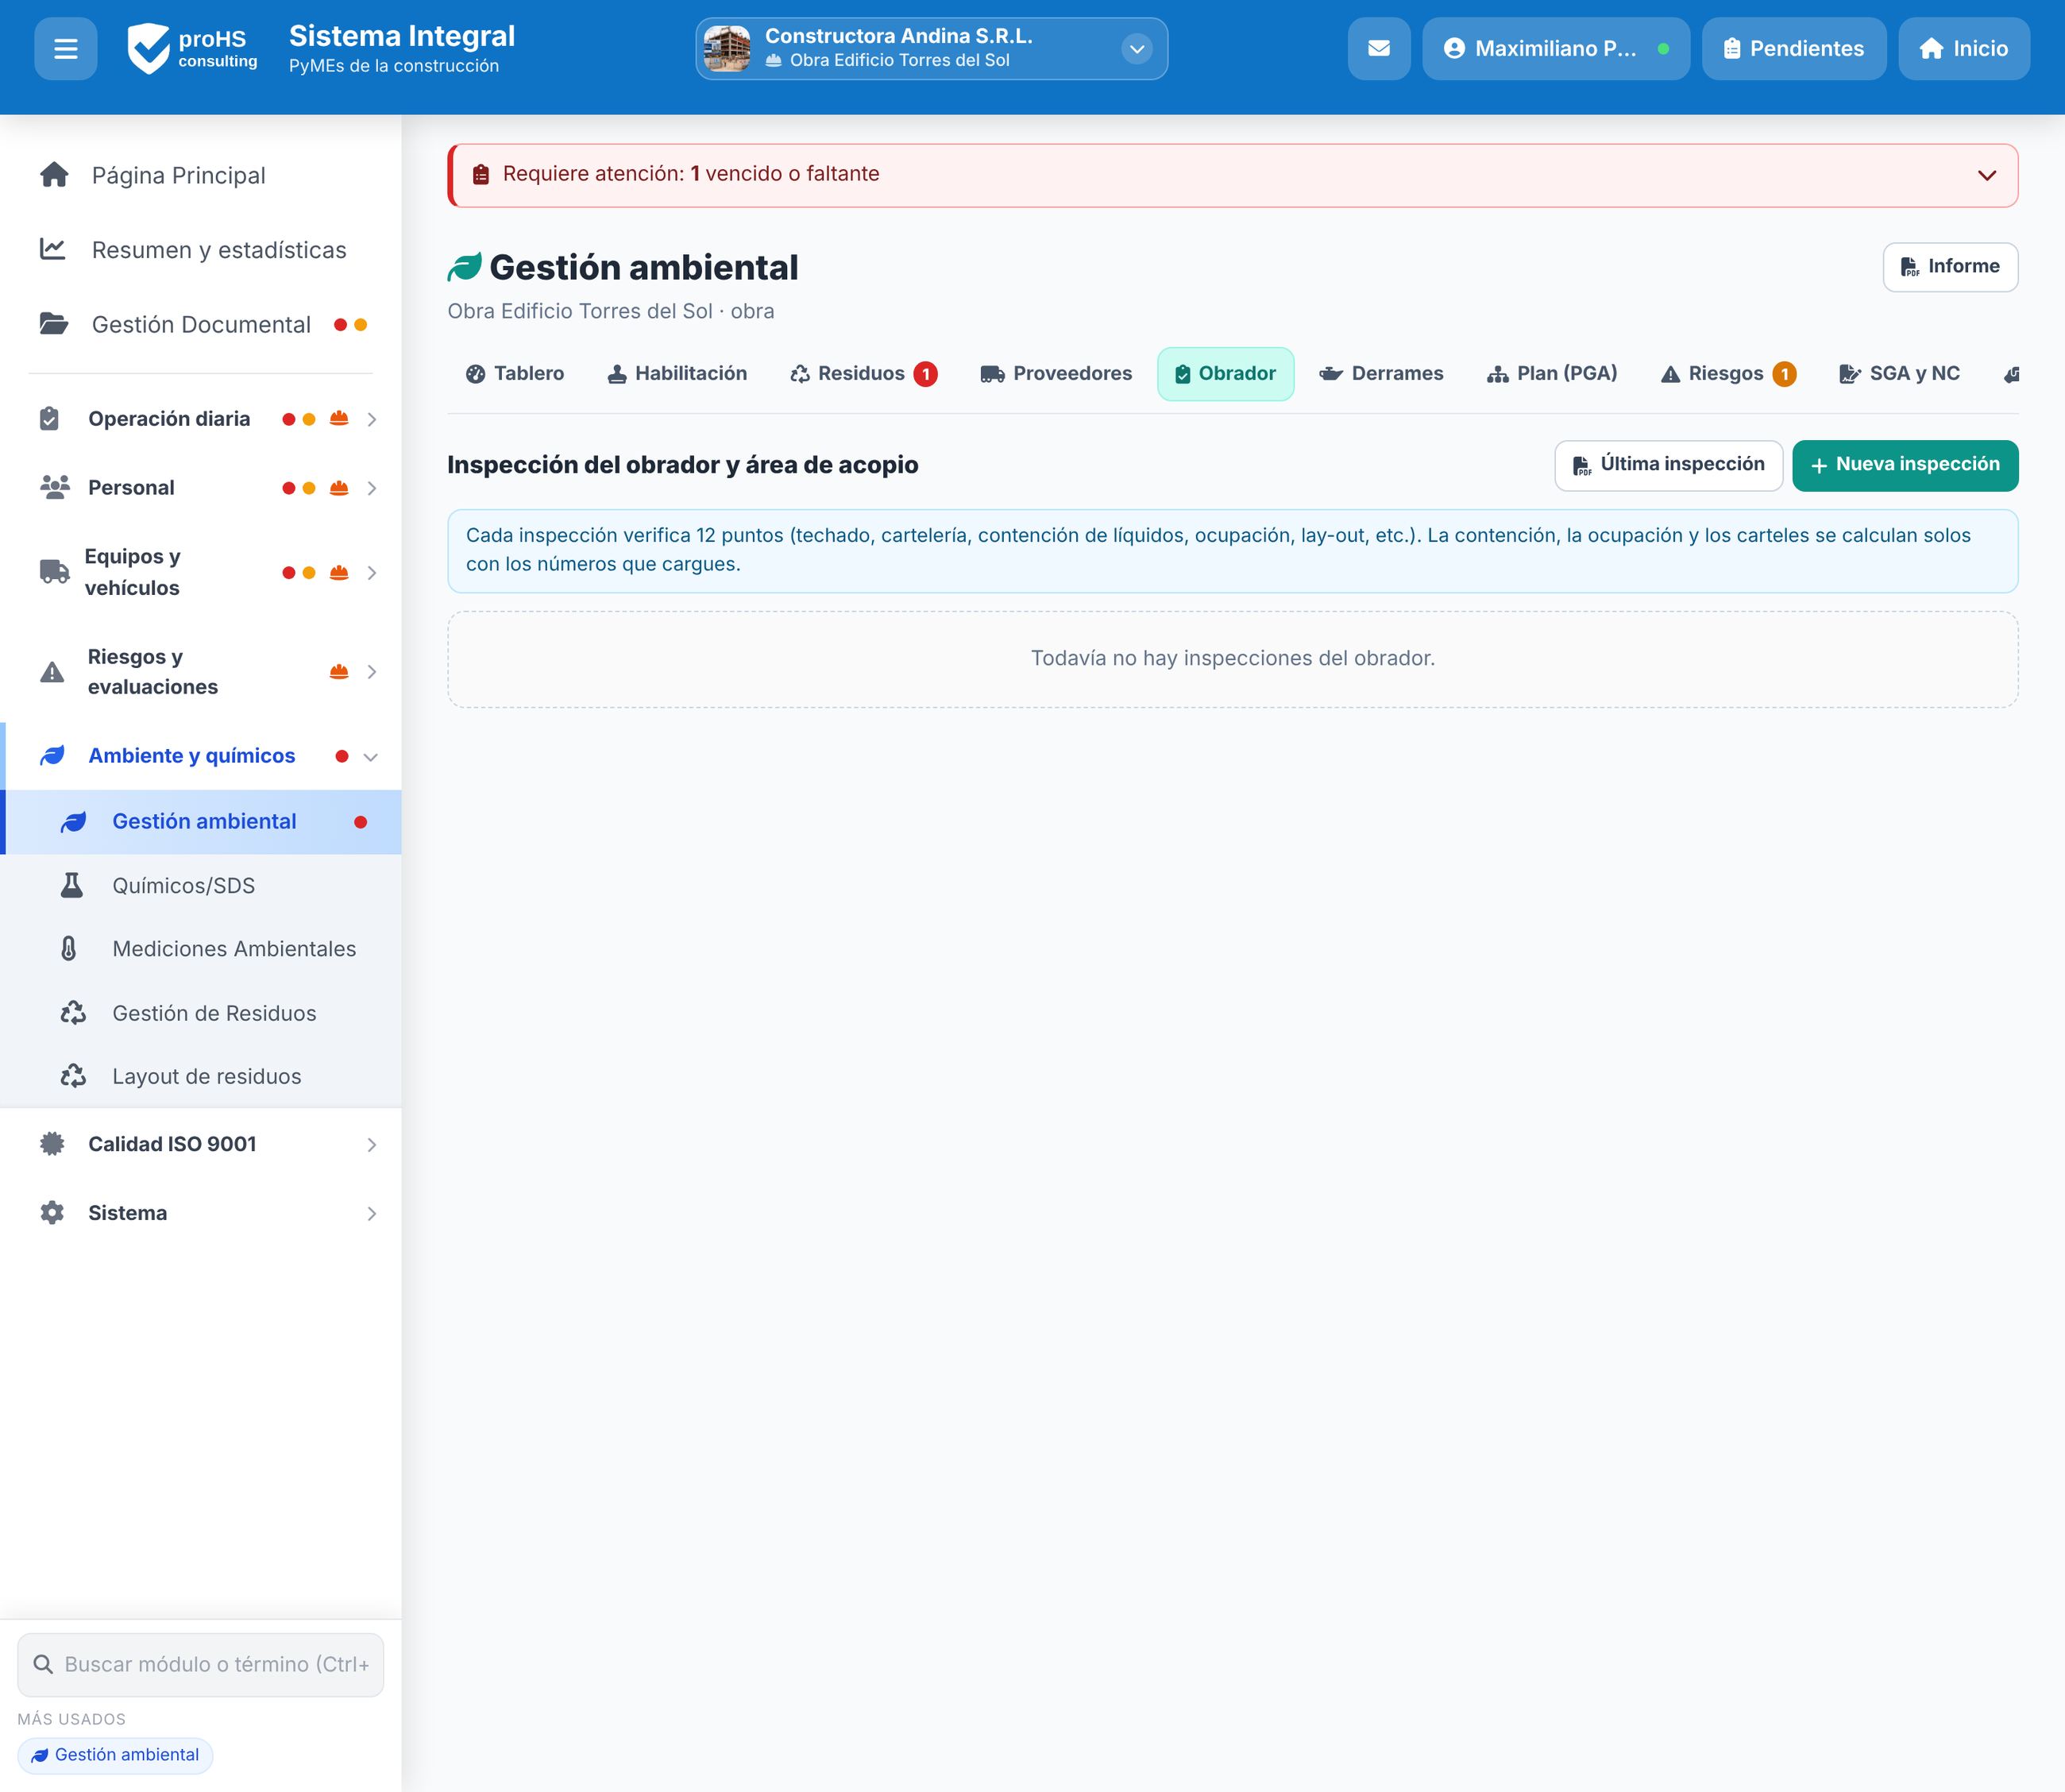 proHS
consulting
Sistema Integral
PyMEs de la construcción
Constructora Andina S.R.L.
Obra Edificio Torres del Sol
Maximiliano P...
Pendientes
Inicio
Página Principal
Resumen y estadísticas
Gestión Documental
Operación diaria
Personal
Equipos y
vehículos
Riesgos y
evaluaciones
Ambiente y químicos
Gestión ambiental
Químicos/SDS
Mediciones Ambientales
Gestión de Residuos
Layout de residuos
Calidad ISO 9001
Sistema
Buscar módulo o término (Ctrl+
MÁS USADOS
Gestión ambiental
Requiere atención: 1 vencido o faltante
Gestión ambiental
Informe
Obra Edificio Torres del Sol · obra
Tablero Habilitación Residuos 1 Proveedores Obrador Derrames Plan (PGA) Riesgos 1 SGA y NC
Inspección del obrador y área de acopio
Última inspección
+ Nueva inspección
Cada inspección verifica 12 puntos (techado, cartelería, contención de líquidos, ocupación, lay-out, etc.). La contención, la ocupación y los carteles se calculan solos
con los números que cargues.
Todavía no hay inspecciones del obrador.